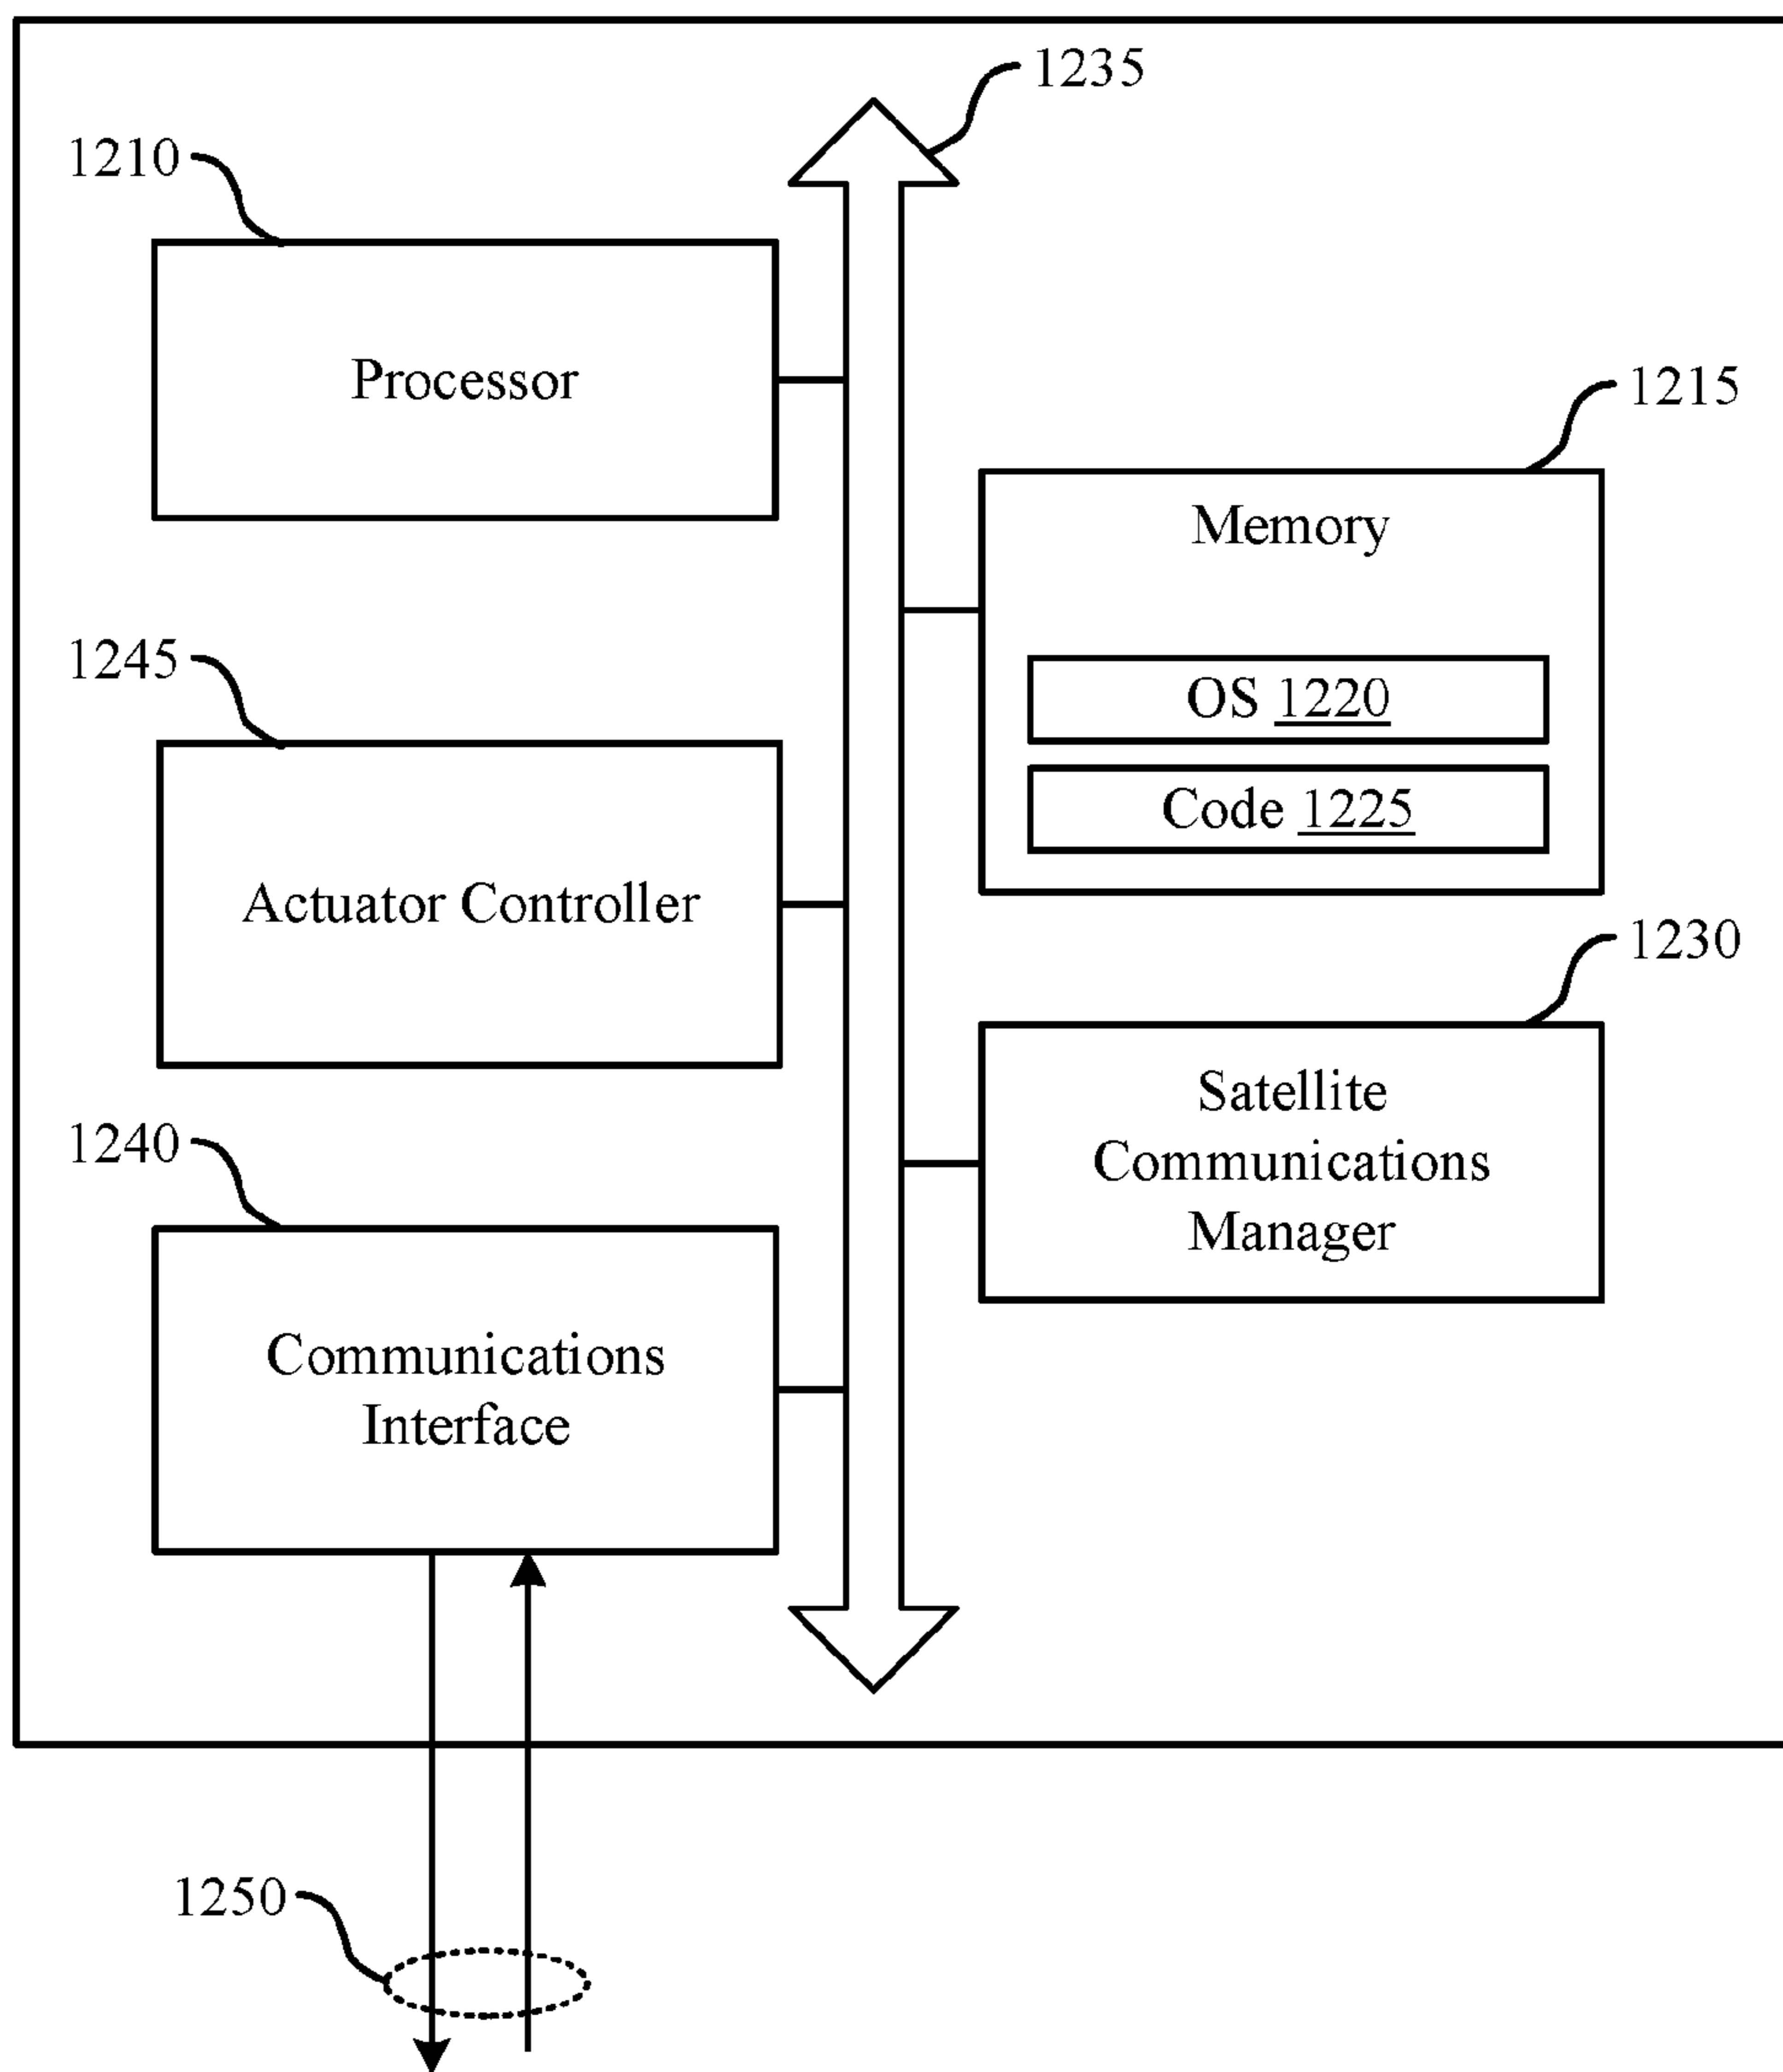 1235
1210
Processor
1215
Memory
OS 1220
Code 1225
1245
Actuator Controller
1230
Satellite
Communications
Manager
1240
Communications
Interface
1250